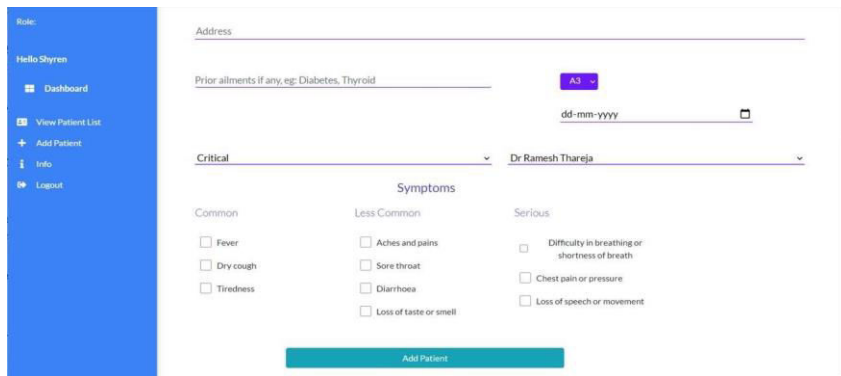 Role:
Hello Shyren
Dashboard
View Patient List
Add Patient
Info
Logout
Address
Prior ailments if any, eg: Diabetes, Thyroid
A3
dd-mm-yyyy
Critical
Dr Ramesh Thareja
Symptoms
Common
Fever
Dry cough
Tiredness
Less Common
Aches and pains
Sore throat
Diarrhoea
Loss of taste or smell
Serious
Difficulty in breathing or
shortness of breath
Chest pain or pressure
Loss of speech or movement
Add Patient